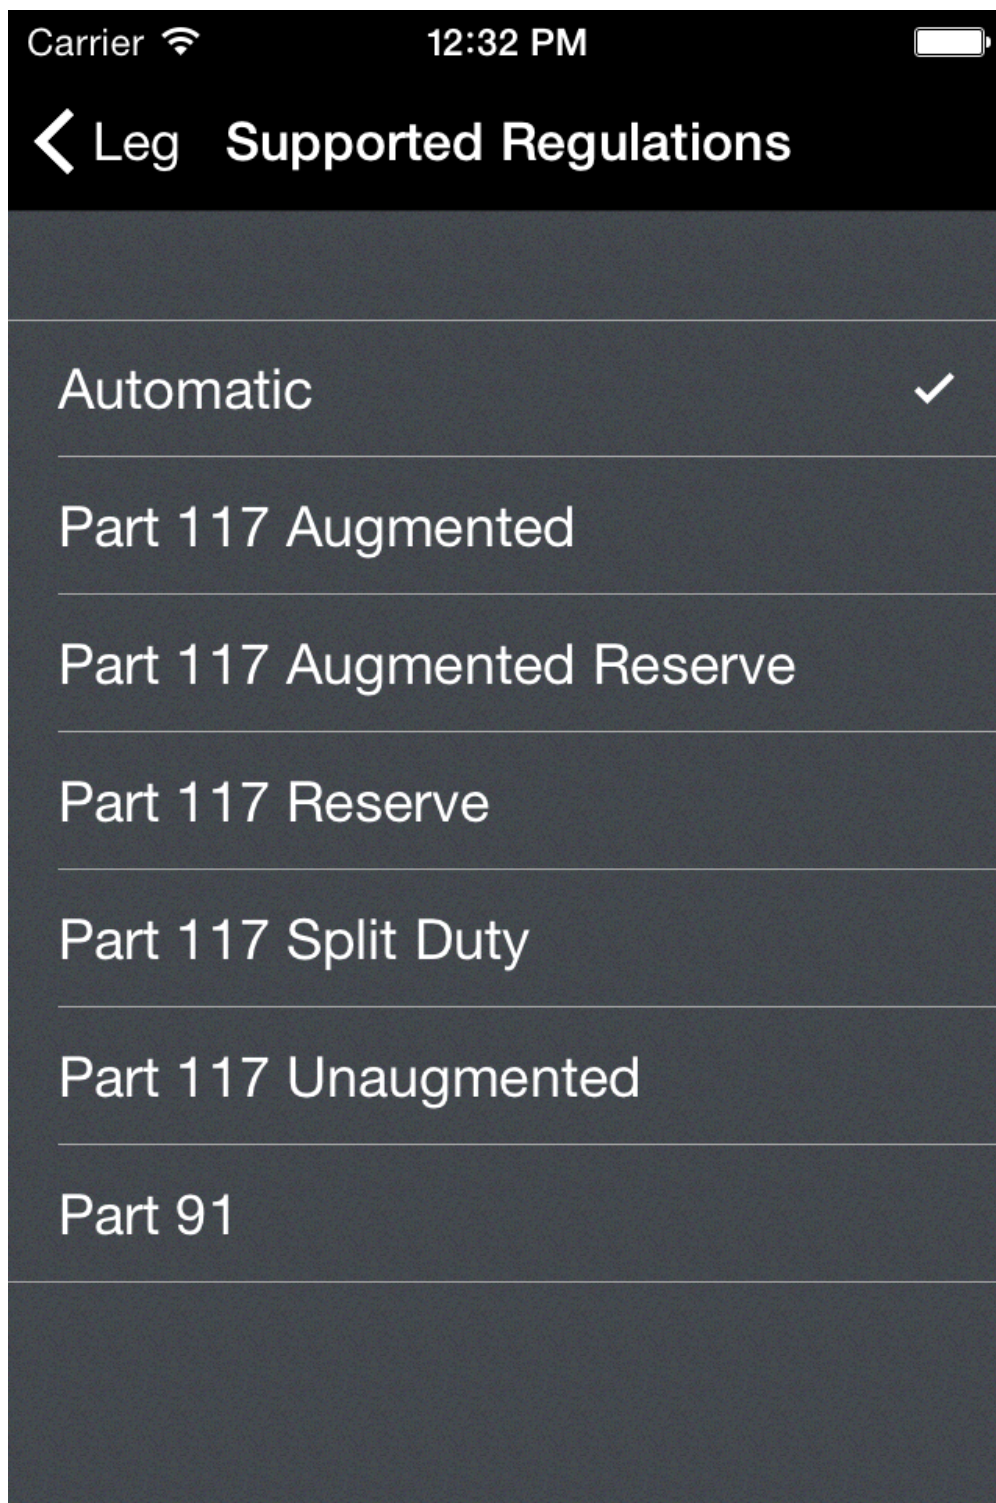 Carrier 12:32 PM
Leg Supported Regulations
Automatic
Part 117 Augmented
Part 117 Augmented Reserve
Part 117 Reserve
Part 117 Split Duty
Part 117 Unaugmented
Part 91